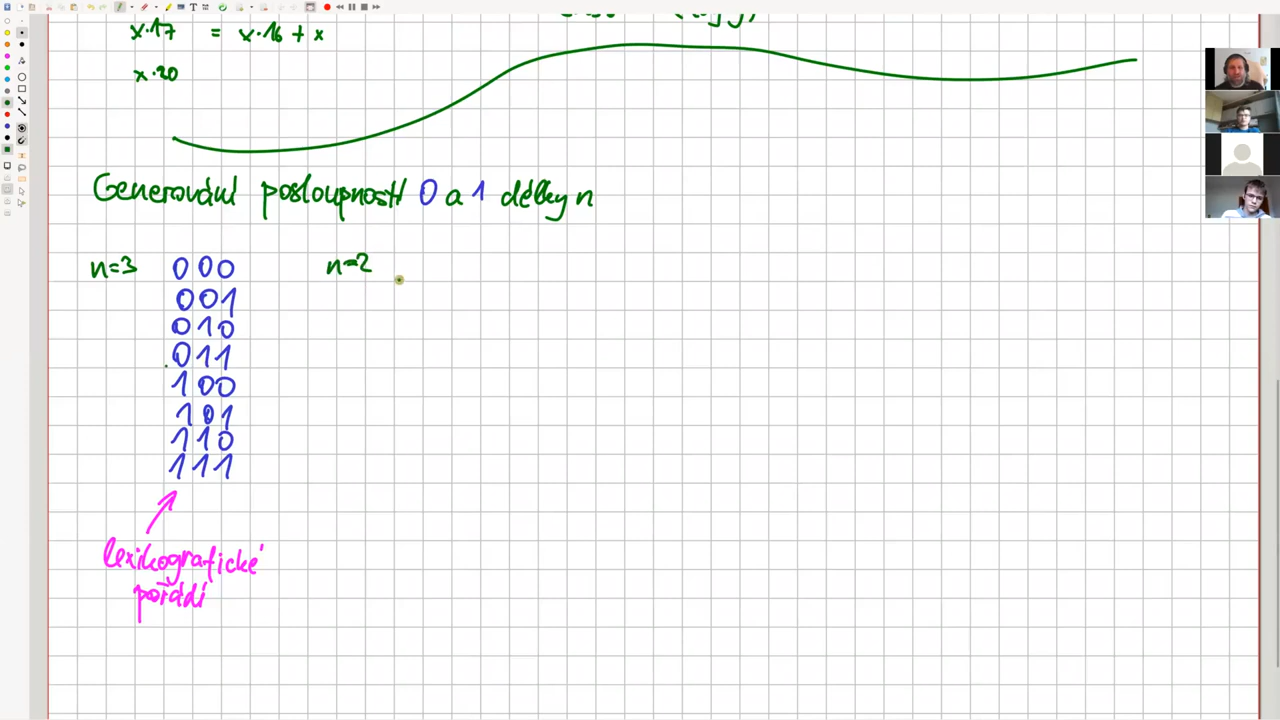 x·17 = x·16 + x
x·20
Generování posloupností 0 a 1 délky n
n=3
000
001
010
011
100
101
110
111
n=2
lexikografické
pořadí